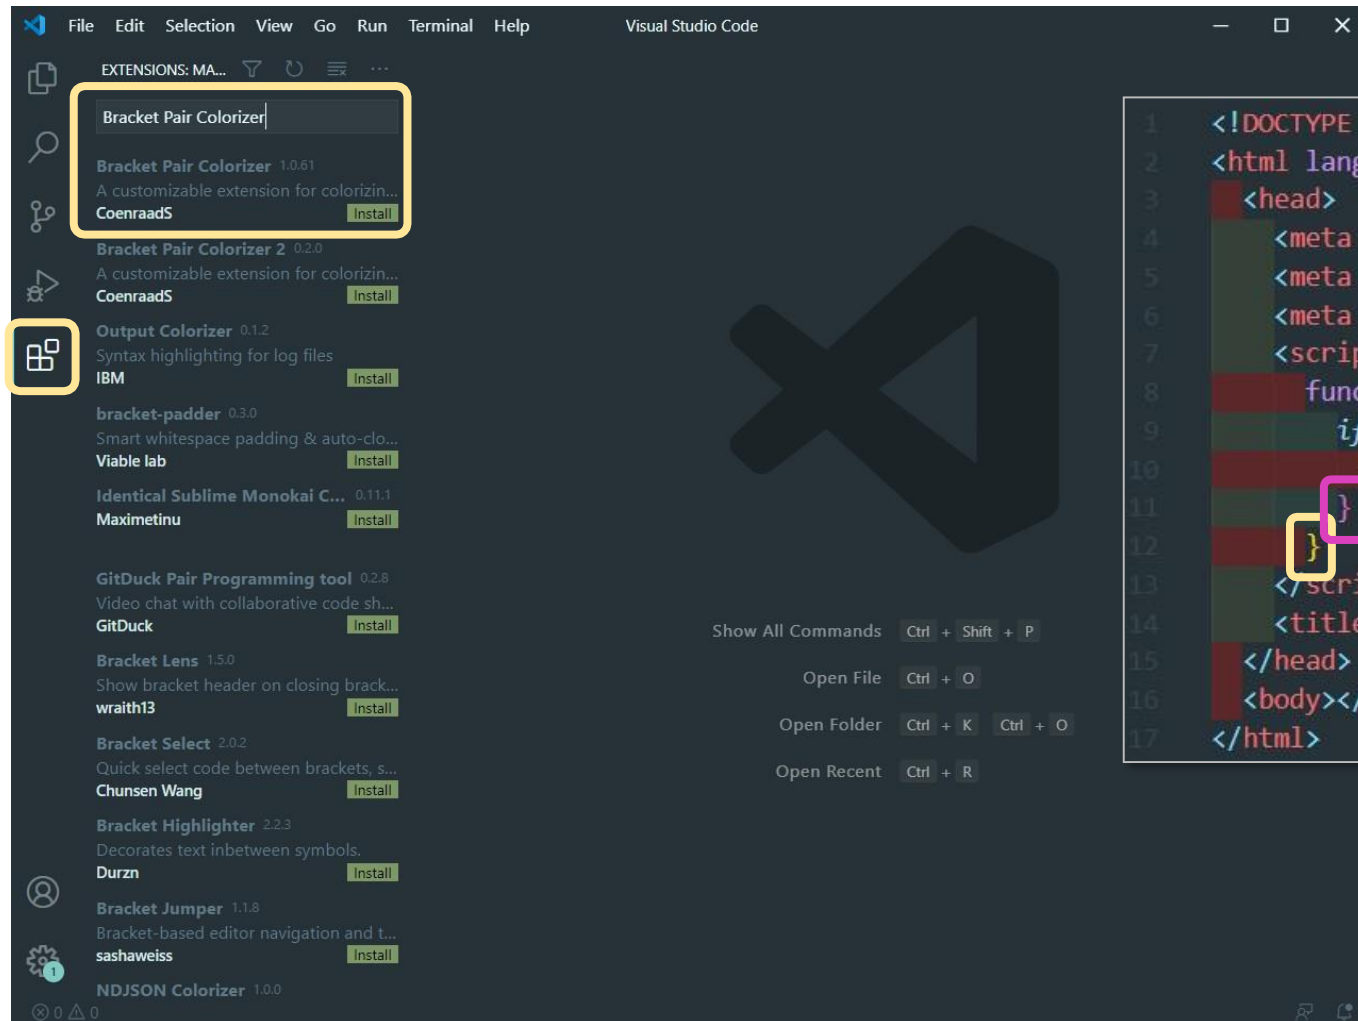 File Edit Selection View Go Run Terminal Help Visual Studio Code
EXTENSIONS: MA...
Bracket Pair Colorizer
Bracket Pair Colorizer 1.0.61
A customizable extension for colorizin...
CoenraadS Install
Bracket Pair Colorizer 2 0.2.0
A customizable extension for colorizin...
CoenraadS Install
Output Colorizer 0.1.2
Syntax highlighting for log files
IBM Install
bracket-padder 0.3.0
Smart whitespace padding & auto-clo...
Viable lab Install
Identical Sublime Monokai C... 0.11.1
Maximetinu Install
GitDuck Pair Programming tool 0.2.8
Video chat with collaborative code sh...
GitDuck Install
Bracket Lens 1.5.0
Show bracket header on closing brack...
wraith13 Install
Bracket Select 2.0.2
Quick select code between brackets, s...
Chunsen Wang Install
Bracket Highlighter 2.2.3
Decorates text inbetween symbols.
Durzn Install
Bracket Jumper 1.1.8
Bracket-based editor navigation and t...
sashaweiss Install
NDJSON Colorizer 1.0.0
1
0 0
Show All Commands Ctrl + Shift + P
Open File Ctrl + O
Open Folder Ctrl + K Ctrl + O
Open Recent Ctrl + R
1 <!DOCTYPE
2 <html lang
3 <head>
4 <meta
5 <meta
6 <meta
7 <scrip
8 func
9 if
10
11 }
12 }
13 </scri
14 <title
15 </head>
16 <body></
17 </html>